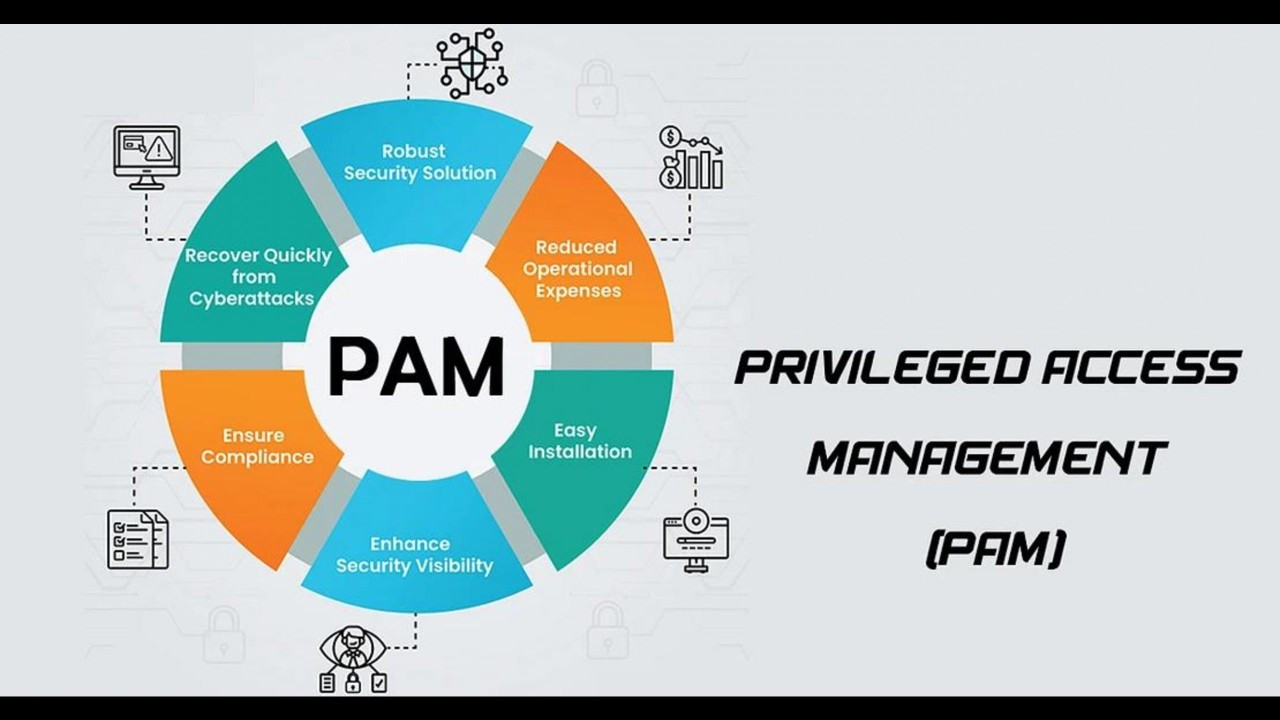 Robust
Security Solution
Reduced
Operational
Expenses
Easy
Installation
Enhance
Security Visibility
Ensure
Compliance
Recover Quickly
from
Cyberattacks
PAM
PRIVILEGED ACCESS
MANAGEMENT
(PAM)